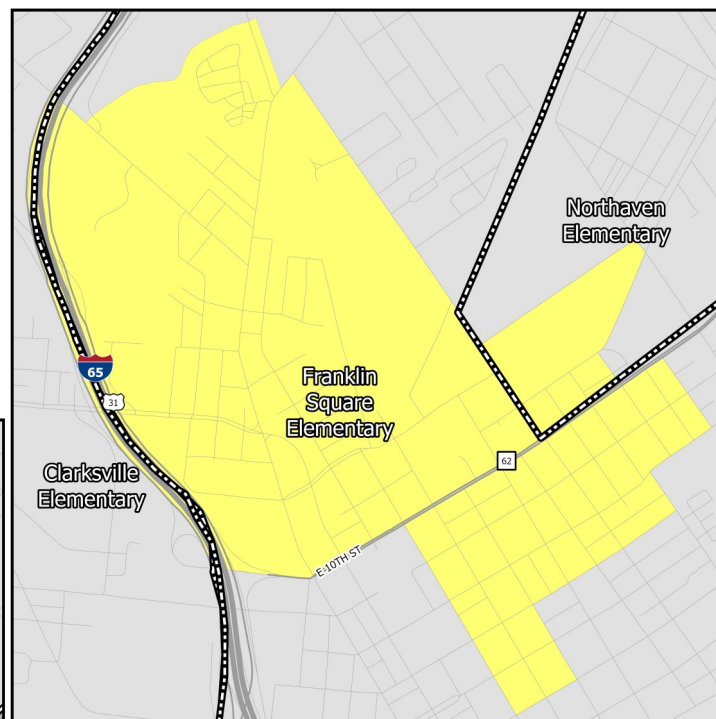 Northaven
Elementary
65
31
Franklin
Square
Elementary
Clarksville
Elementary
62
E 10TH ST